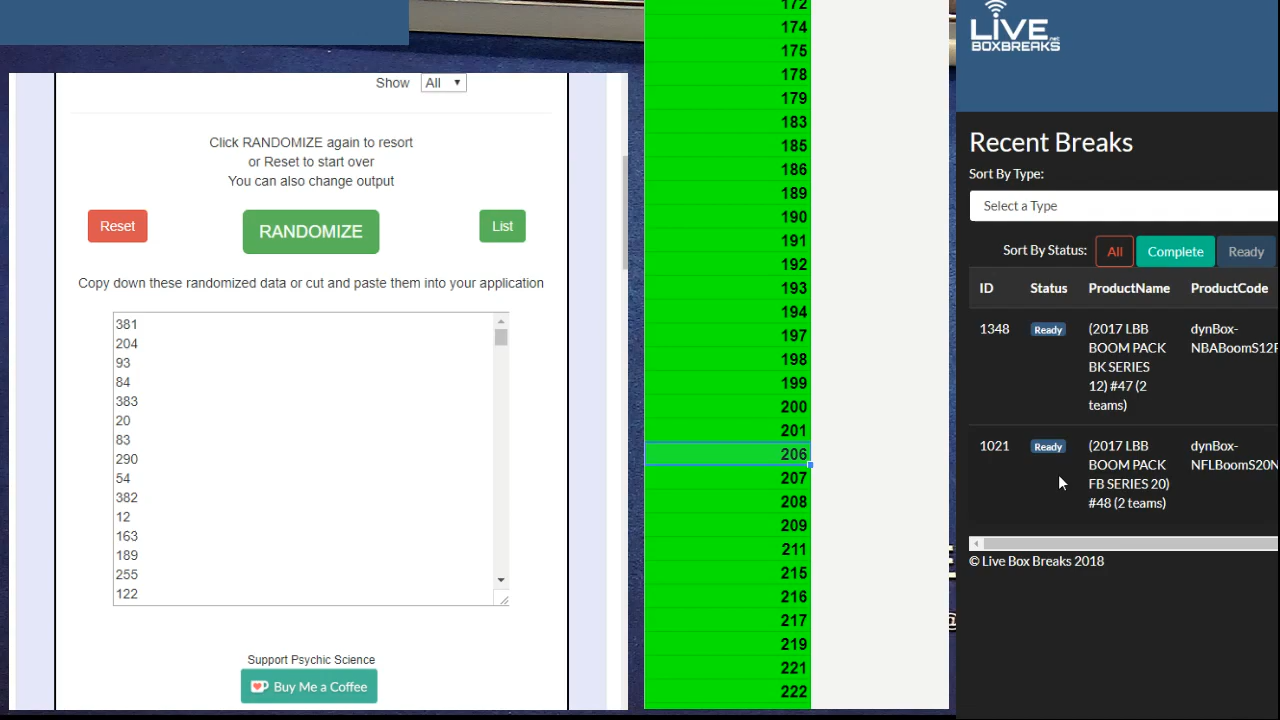 Show All
Click RANDOMIZE again to resort
or Reset to start over
You can also change output
Reset
RANDOMIZE
List
Copy down these randomized data or cut and paste them into your application
381
204
93
84
383
20
83
290
54
382
12
163
189
255
122
Support Psychic Science
Buy Me a Coffee
172
174
175
178
179
183
185
186
189
190
191
192
193
194
197
198
199
200
201
206
207
208
209
211
215
216
217
219
221
222
LIVE.net
BOXBREAKS
Recent Breaks
Sort By Type:
Select a Type
Sort By Status: All Complete Ready
ID Status ProductName ProductCode
1348 Ready (2017 LBB dynBox-
BOOM PACK NBABoomS12
BK SERIES
12) #47 (2
teams)
1021 Ready (2017 LBB dynBox-
BOOM PACK NFLBoomS20N
FB SERIES 20)
#48 (2 teams)
© Live Box Breaks 2018